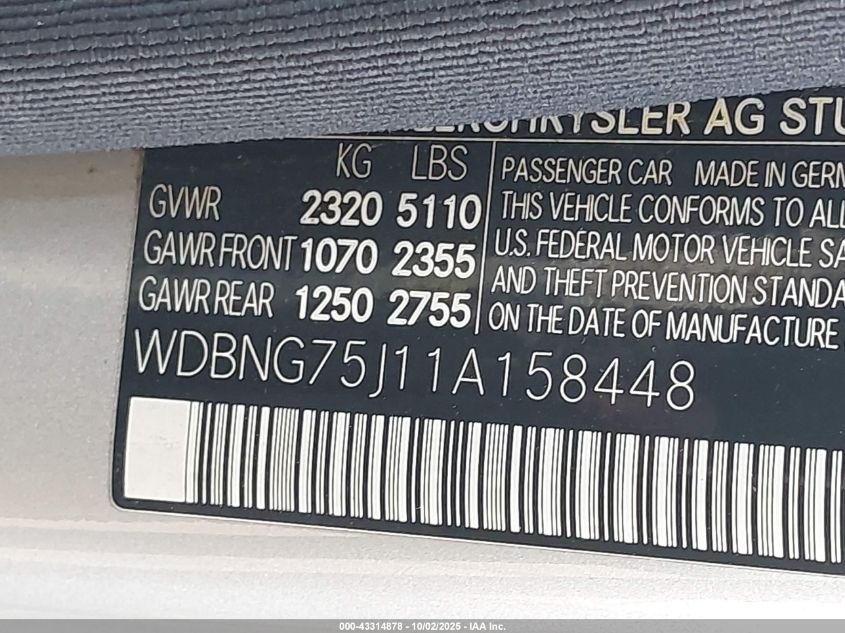 CHRYSLER AG STU
KG LBS
GVWR 2320 5110
GAWR FRONT 1070 2355
GAWR REAR 1250 2755
PASSENGER CAR MADE IN GERM
THIS VEHICLE CONFORMS TO ALL
U.S. FEDERAL MOTOR VEHICLE SA
AND THEFT PREVENTION STANDA
ON THE DATE OF MANUFACTURE
WDBNG75J11A158448
000-43314878 - 10/02/2025 - IAA Inc.